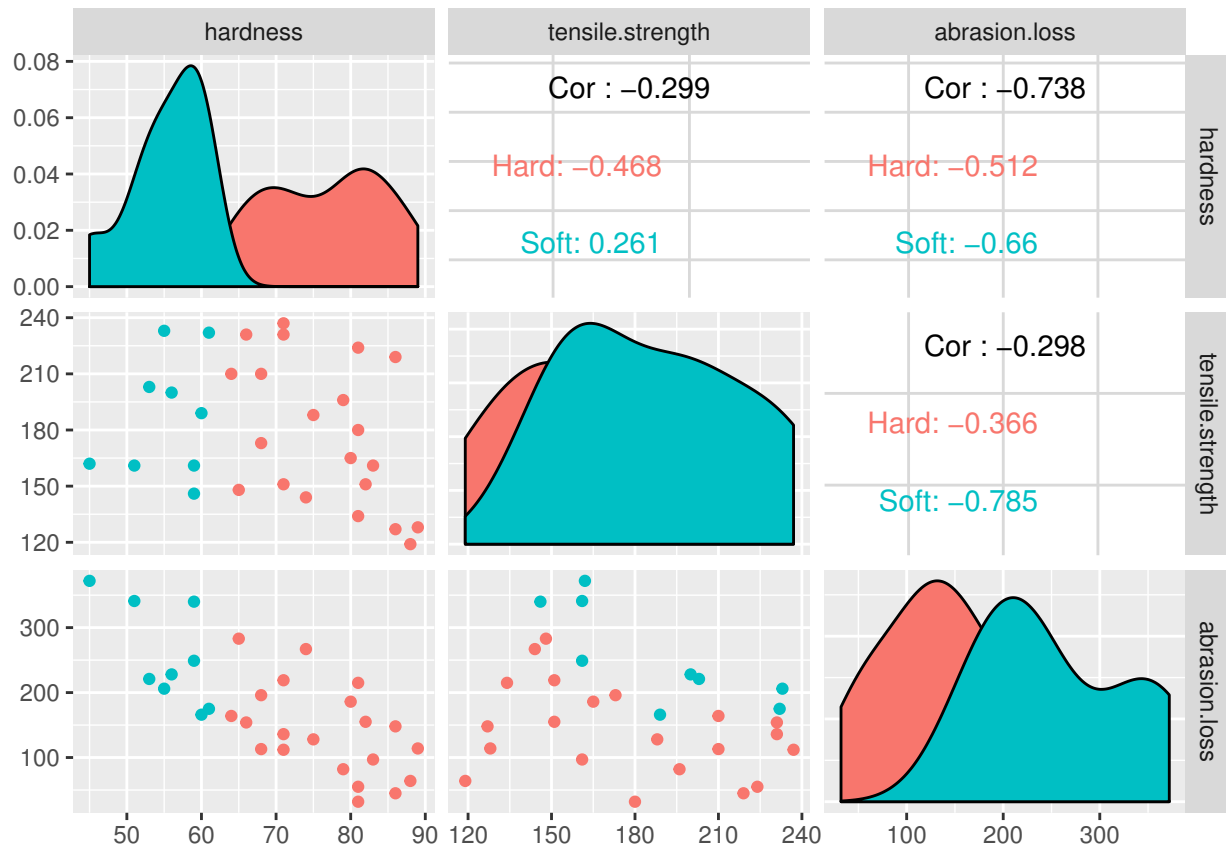 hardness
tensile.strength
abrasion.loss
0.08
0.06
0.04
0.02
0.00
Cor : −0.299
Hard: −0.468
Soft: 0.261
Cor : −0.738
Hard: −0.512
Soft: −0.66
hardness
240
210
180
150
120
Cor : −0.298
Hard: −0.366
Soft: −0.785
tensile.strength
300
200
100
abrasion.loss
50 60 70 80 90
120 150 180 210 240
100 200 300